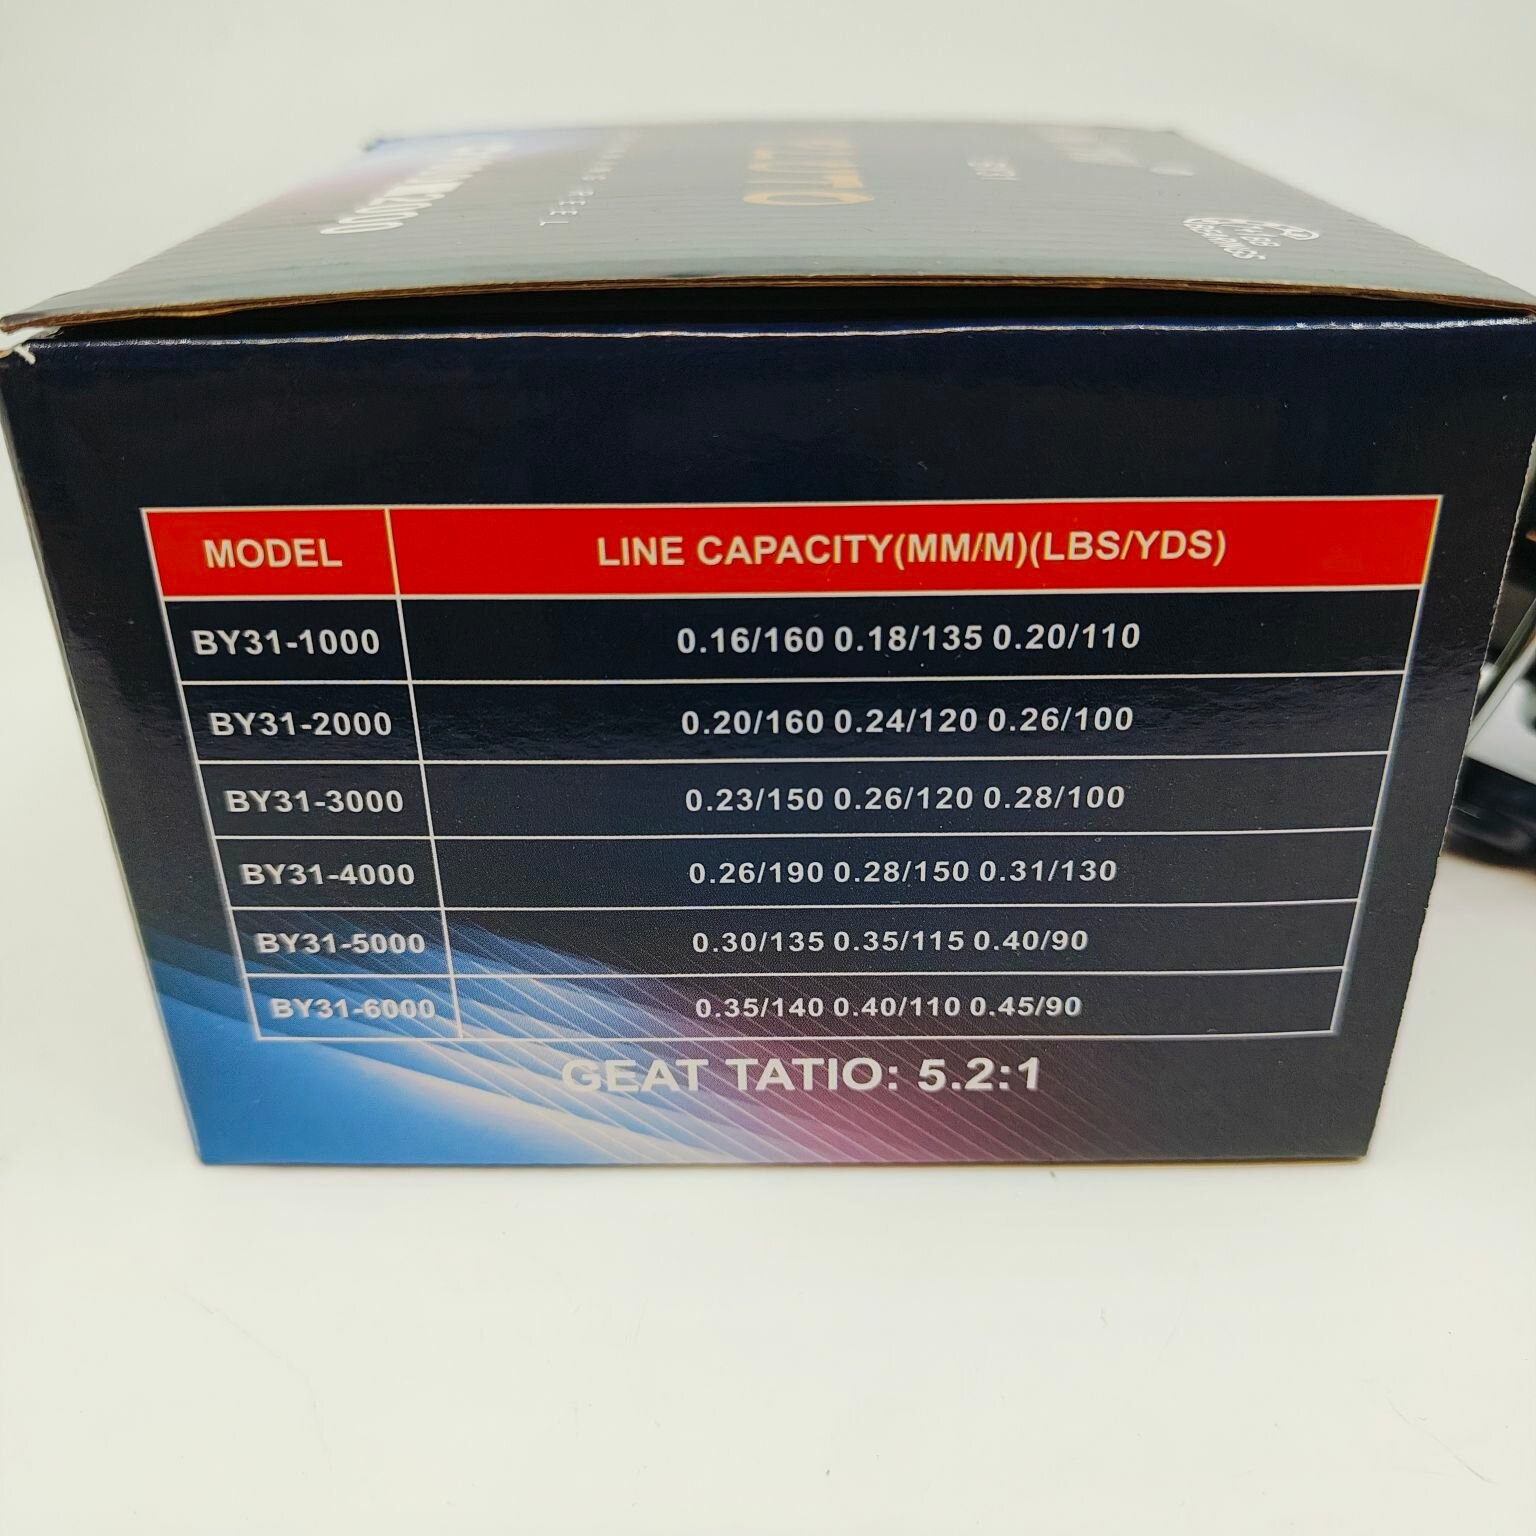 REEL
BY31
BEARINGS
MODEL LINE CAPACITY(MM/M)(LBS/YDS)
BY31-1000 0.16/160 0.18/135 0.20/110
BY31-2000 0.20/160 0.24/120 0.26/100
BY31-3000 0.23/150 0.26/120 0.28/100
BY31-4000 0.26/190 0.28/150 0.31/130
BY31-5000 0.30/135 0.35/115 0.40/90
BY31-6000 0.35/140 0.40/110 0.45/90
GEAT TATIO: 5.2:1